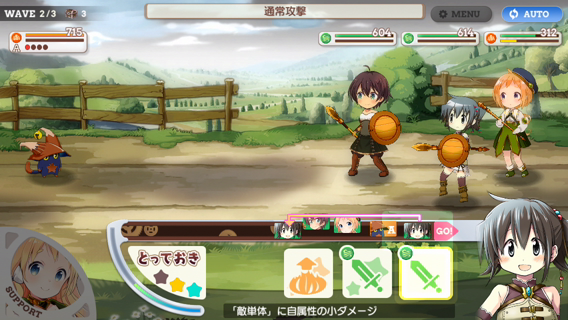 WAVE 2/3 3
通常攻撃
MENU
AUTO
715
604
614
312
A
GO!
とっておき
SUPPORT
「敵単体」に自属性の小ダメージ